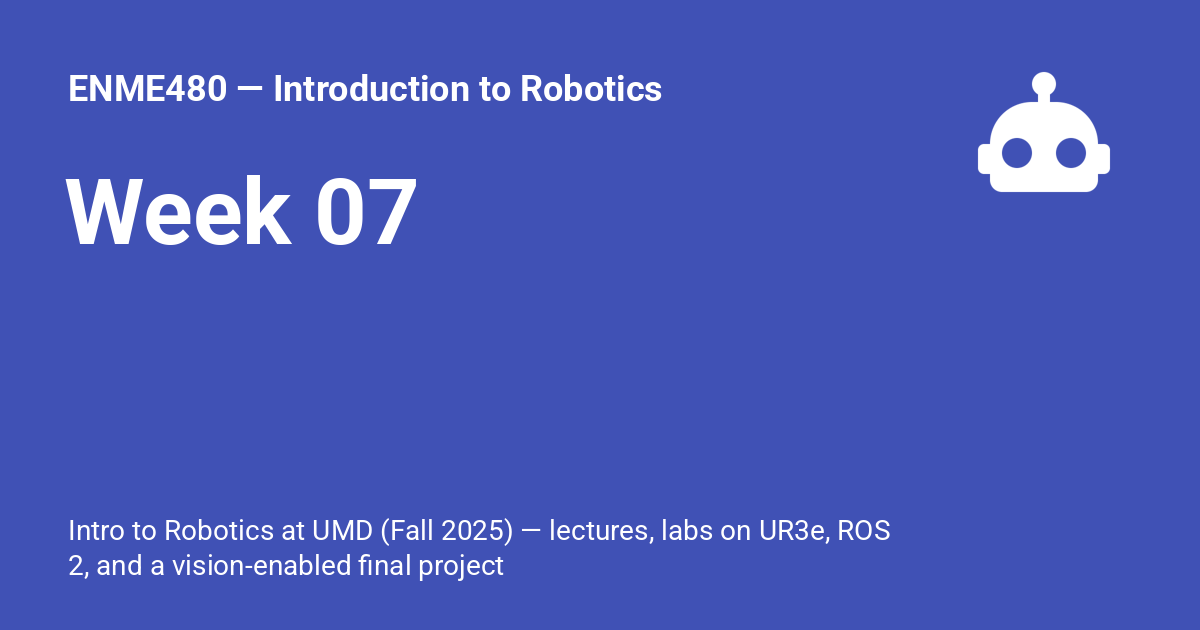 ENME480 — Introduction to Robotics
Week 07
Intro to Robotics at UMD (Fall 2025) — lectures, labs on UR3e, ROS
2, and a vision-enabled final project